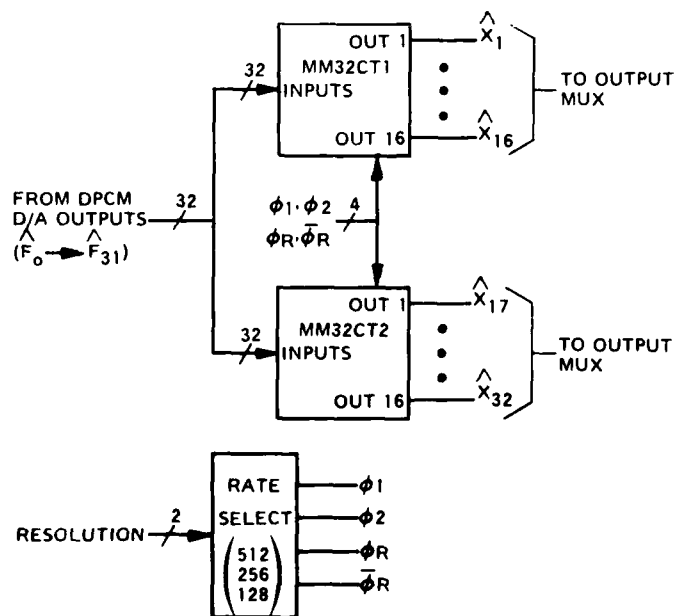 OUT 1
X̂1
MM32CT1
32
INPUTS
OUT 16
X̂16
TO OUTPUT
MUX
FROM DPCM
D/A OUTPUTS
32
(F̂o → F̂31)
ϕ1, ϕ2
4
ϕR, ϕ̄R
OUT 1
X̂17
MM32CT2
32
INPUTS
OUT 16
X̂32
TO OUTPUT
MUX
RESOLUTION
2
RATE
SELECT
(512
256
128)
ϕ1
ϕ2
ϕR
ϕ̄R